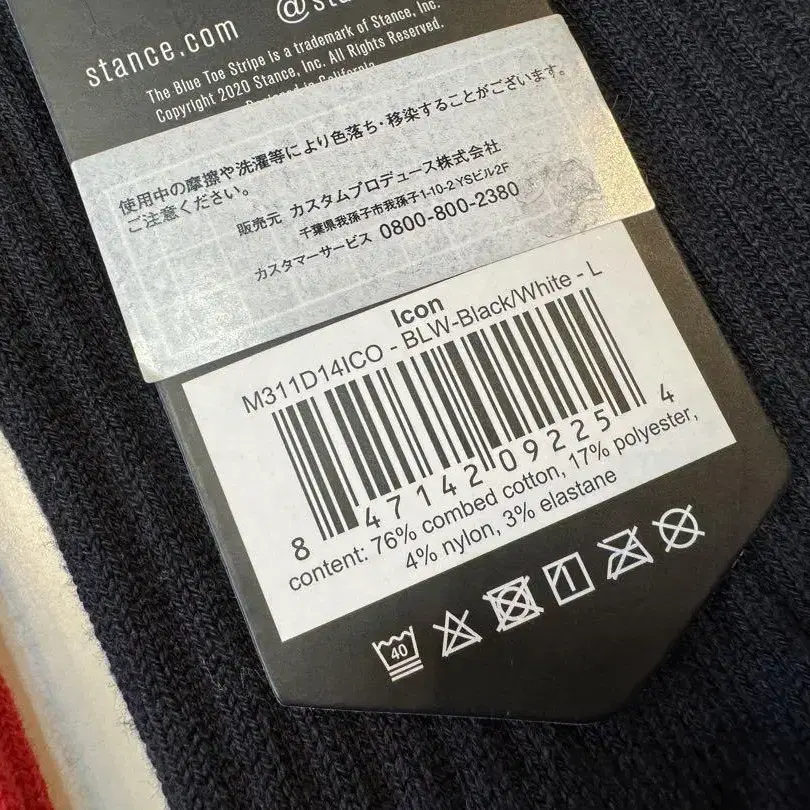 stance.com
The Blue Toe Stripe is a trademark of Stance, Inc.
Copyright 2020 Stance, Inc. All Rights Reserved.
使用中の摩擦や洗濯等により色落ち・移染することがございます。
ご注意ください。
販売元 カスタムプロデュース株式会社
千葉県我孫子市我孫子1-10-2 YSビル2F
カスタマーサービス 0800-800-2380
Icon
M311D14ICO - BLW-Black/White - L
8 47142 09225 4
content: 76% combed cotton, 17% polyester,
4% nylon, 3% elastane
40